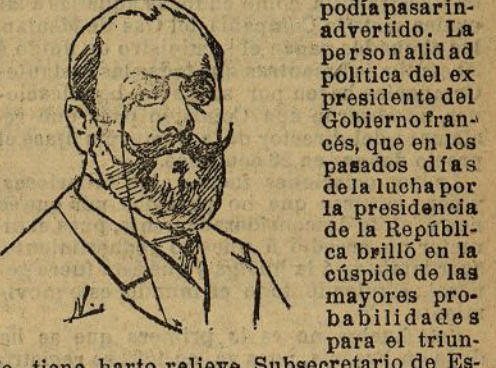 podía pasar in-
advertido. La
personalidad
política del ex
presidente del
Gobierno fran-
cés, que en los
pasados días
de la lucha por
la presidencia
de la Repúbli-
ca brilló en la
cúspide de las
mayores pro-
babilidades
para el triun-
tiene harto relieve Subsecretario de Es-